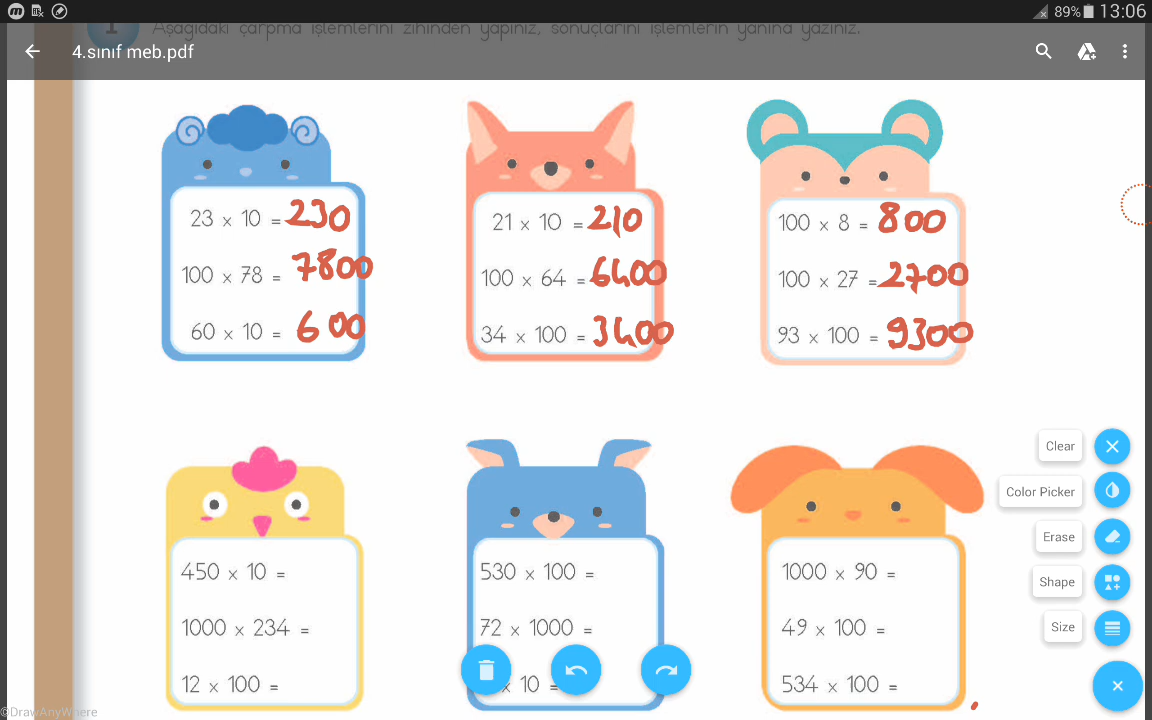 89% 13:06
1 Aşağıdaki çarpma işlemlerini zihinden yapınız, sonuçlarını işlemlerin yanına yazınız.
4.sınıf meb.pdf
23 x 10 = 230
100 x 78 = 7800
60 x 10 = 600
21 x 10 = 210
100 x 64 = 6400
34 x 100 = 3400
100 x 8 = 800
100 x 27 = 2700
93 x 100 = 9300
450 x 10 =
1000 x 234 =
12 x 100 =
530 x 100 =
72 x 1000 =
x 10 =
1000 x 90 =
49 x 100 =
534 x 100 =
Clear
Color Picker
Erase
Shape
Size
©DrawAnyWhere